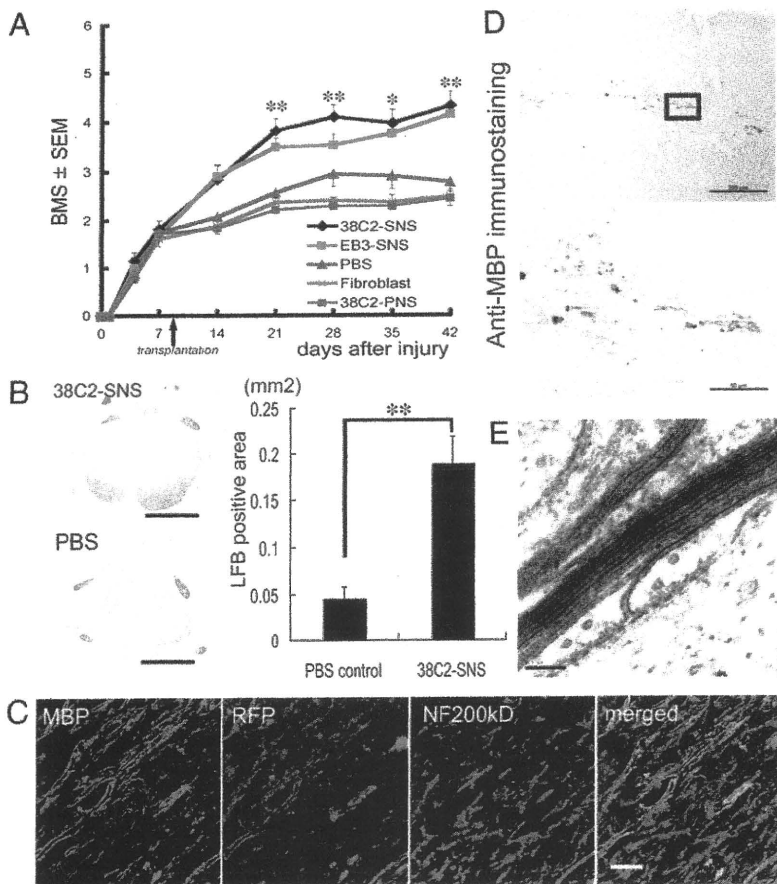 A
BMS ± SEM
6
5
4
3
2
1
0
** ** * **
38C2-SNS
EB3-SNS
PBS
Fibroblast
38C2-PNS
0 7 14 21 28 35 42
transplantation
days after injury
B
38C2-SNS
PBS
(mm2)
LFB positive area
0.25
0.2
0.15
0.1
0.05
0
**
PBS control 38C2-SNS
C
MBP RFP NF200kD merged
D
Anti-MBP immunostaining
E